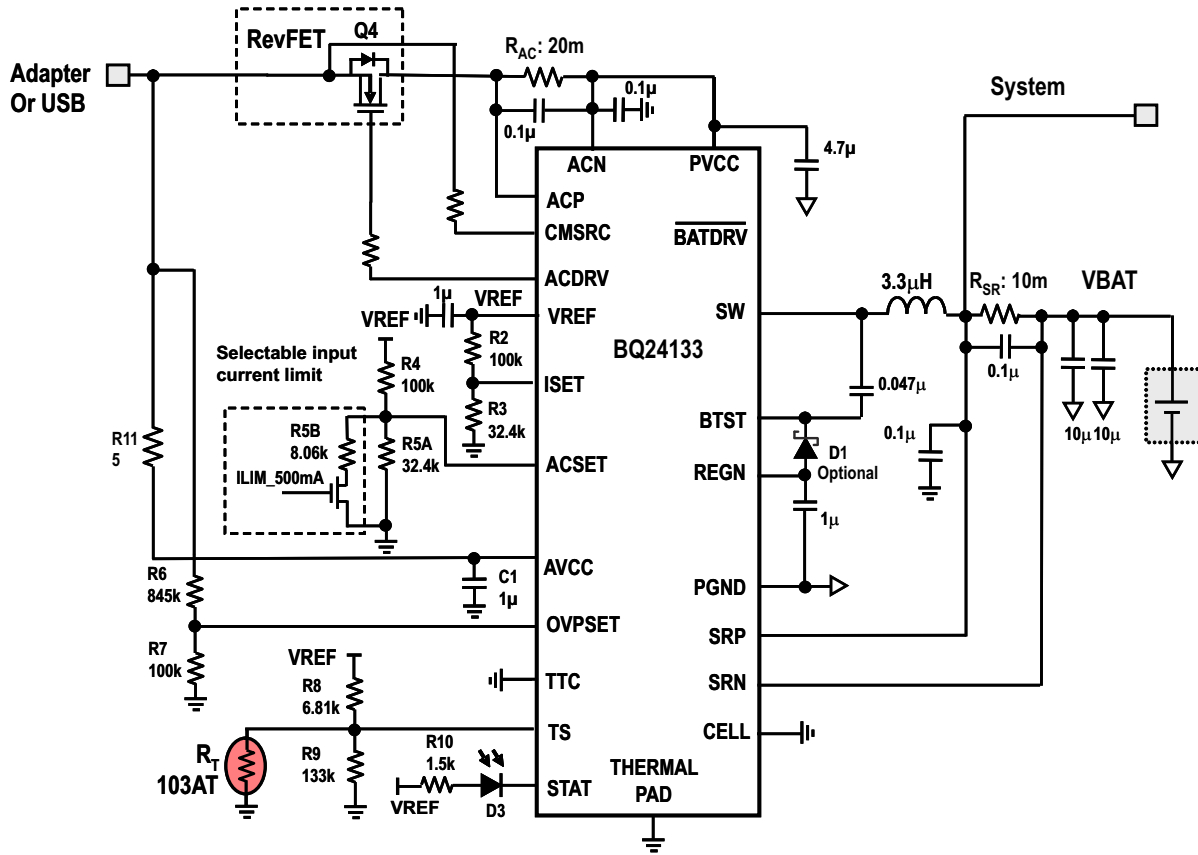 RevFET
Q4
Adapter
Or USB
R_AC: 20m
0.1µ
0.1µ
System
4.7µ
ACN
PVCC
ACP
CMSRC
BATDRV
ACDRV
3.3µH
R_SR: 10m
VBAT
1µ
VREF
VREF
VREF
SW
R2
100k
BQ24133
Selectable input
current limit
R4
100k
ISET
0.1µ
0.047µ
R3
32.4k
BTST
10µ
10µ
R11
5
R5B
8.06k
R5A
32.4k
0.1µ
D1
Optional
ACSET
REGN
ILIM_500mA
1µ
AVCC
C1
1µ
PGND
R6
845k
OVPSET
SRP
R7
100k
VREF
TTC
SRN
R8
6.81k
TS
CELL
R_T
103AT
R9
133k
R10
1.5k
THERMAL
PAD
STAT
VREF
D3